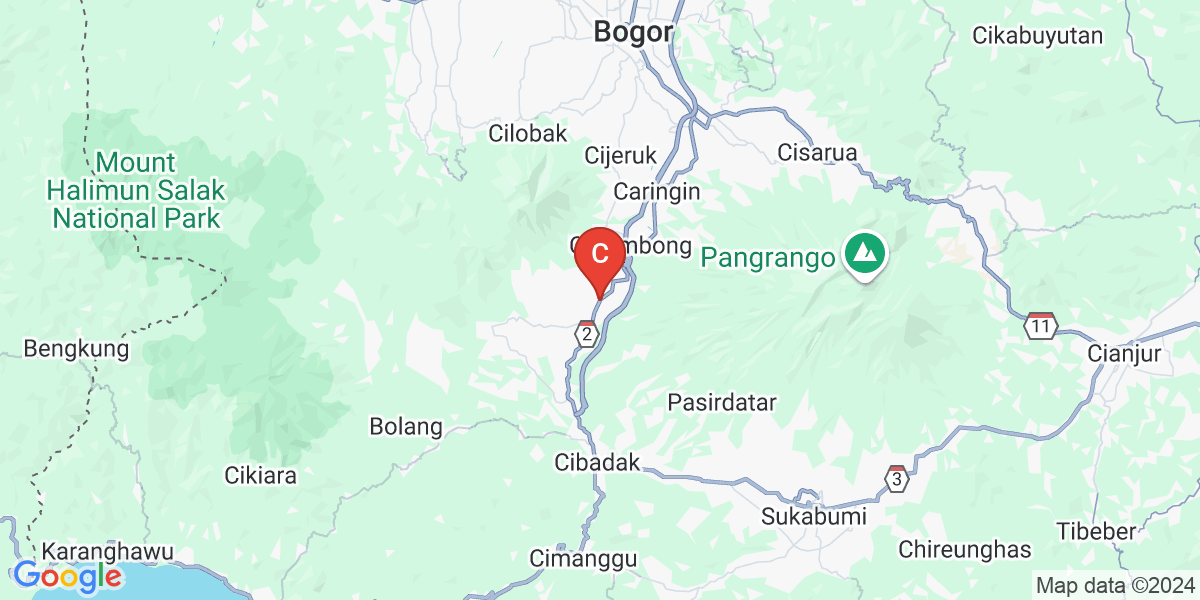 Bogor
Cikabuyutan
Cilobak
Cijeruk
Cisarua
Mount
Halimun Salak
National Park
Caringin
C
mbong
Pangrango
2
11
Bengkung
Cianjur
Pasirdatar
Bolang
Cibadak
Cikiara
3
Sukabumi
Tibeber
Karanghawu
Cimanggu
Chireunghas
Google
Map data ©2024